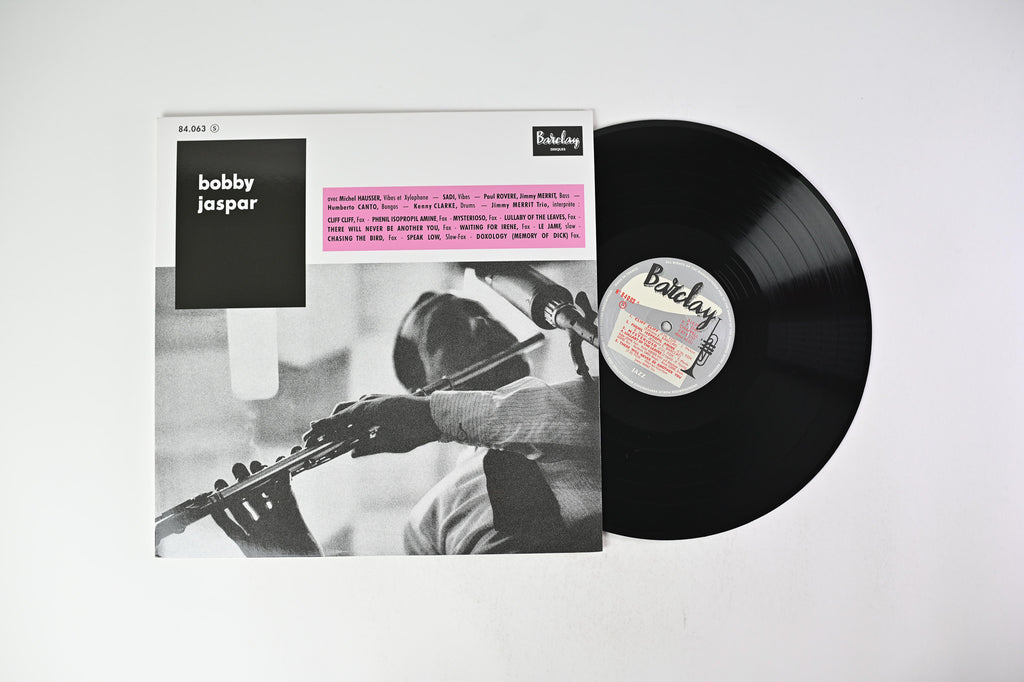 84.063 Ⓢ
Barclay
DISQUES
bobby
jaspar
avec Michel HAUSSER, Vibes et Xylophone — SADI, Vibes — Paul ROVERE, Jimmy MERRIT, Bass —
Humberto CANTO, Bongos — Kenny CLARKE, Drums — Jimmy MERRIT Trio, interprète :
CLIFF CLIFF, Fox - PHENIL ISOPROPIL AMINE, Fox - MYSTERIOSO, Fox - LULLABY OF THE LEAVES, Fox -
THERE WILL NEVER BE ANOTHER YOU, Fox - WAITING FOR IRENE, Fox - LE JAMF, slow -
CHASING THE BIRD, Fox - SPEAK LOW, Slow-Fox - DOXOLOGY (MEMORY OF DICK) Fox.
Barclay
JAZZ